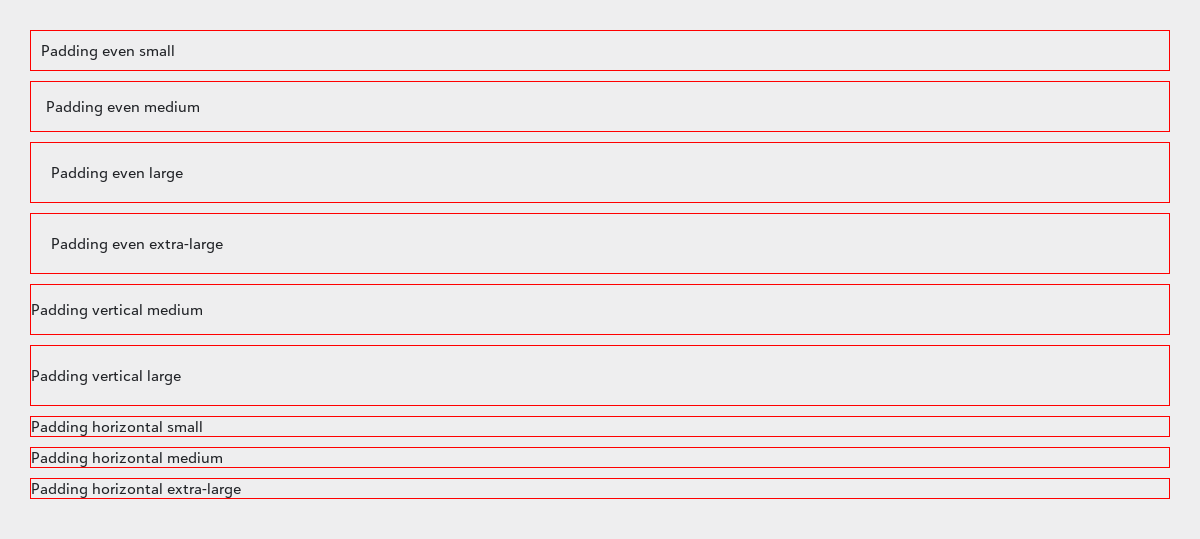 Padding even small
Padding even medium
Padding even large
Padding even extra-large
Padding vertical medium
Padding vertical large
Padding horizontal small
Padding horizontal medium
Padding horizontal extra-large